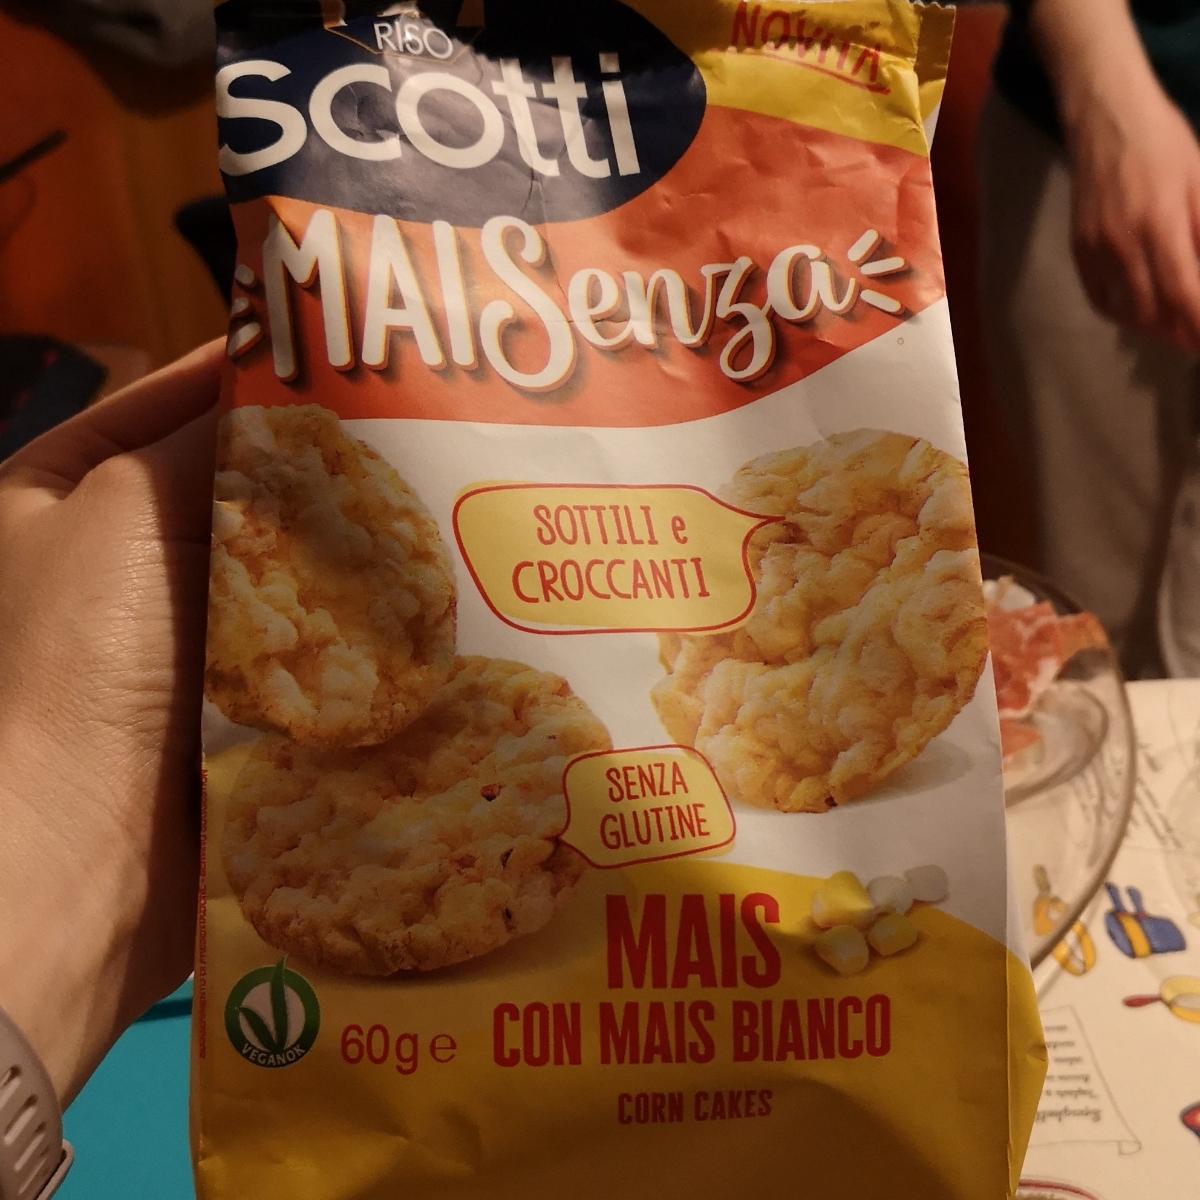 RISO
scotti
NOVITÀ
MAISenza
SOTTILI e
CROCCANTI
SENZA
GLUTINE
MAIS
CON MAIS BIANCO
60g e
VEGANOK
CORN CAKES